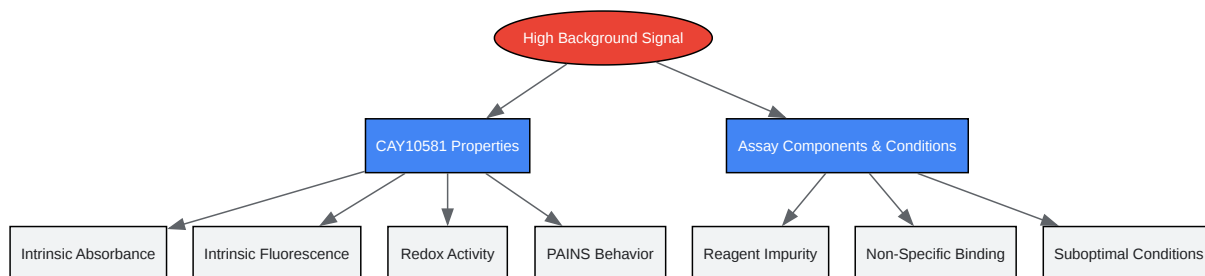 High Background Signal
CAY10581 Properties
Assay Components & Conditions
Intrinsic Absorbance
Intrinsic Fluorescence
Redox Activity
PAINS Behavior
Reagent Impurity
Non-Specific Binding
Suboptimal Conditions